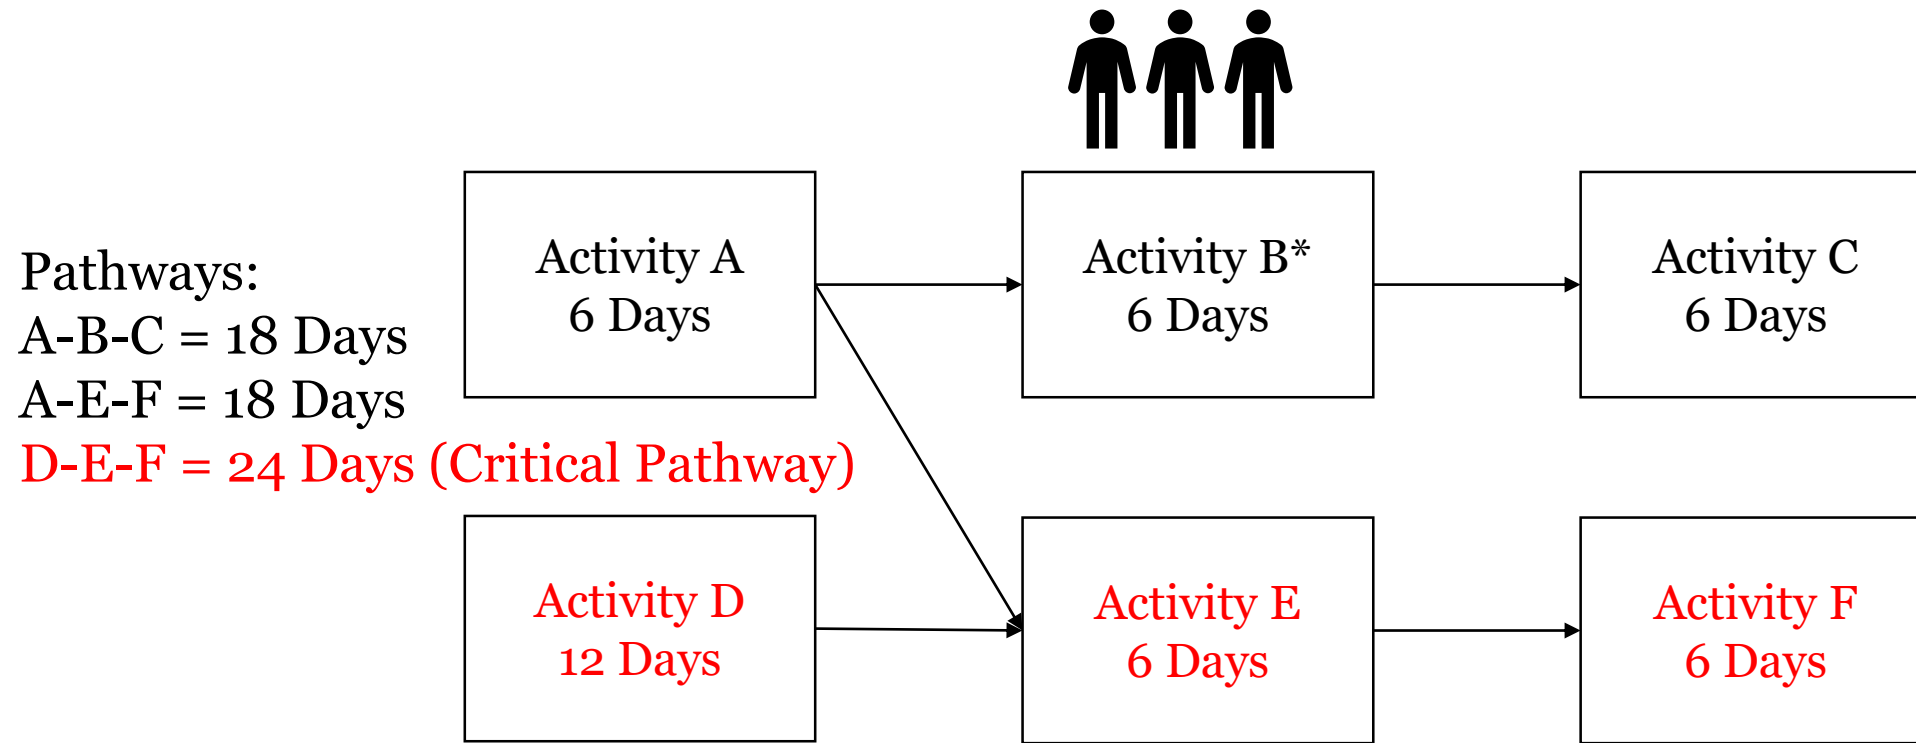 Pathways:
A-B-C = 18 Days
A-E-F = 18 Days
D-E-F = 24 Days (Critical Pathway)
Activity A
6 Days
Activity B*
6 Days
Activity C
6 Days
Activity D
12 Days
Activity E
6 Days
Activity F
6 Days